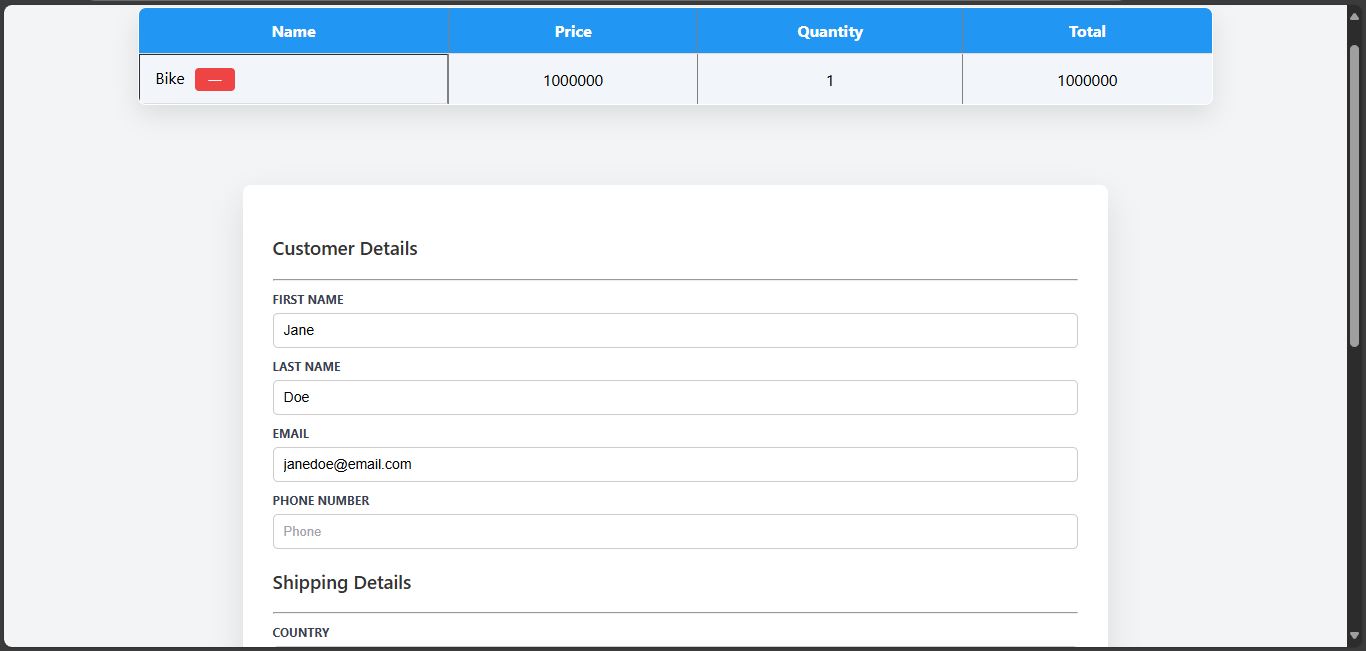 Name Price Quantity Total
Bike — 1000000 1 1000000
Customer Details
FIRST NAME
Jane
LAST NAME
Doe
EMAIL
janedoe@email.com
PHONE NUMBER
Phone
Shipping Details
COUNTRY